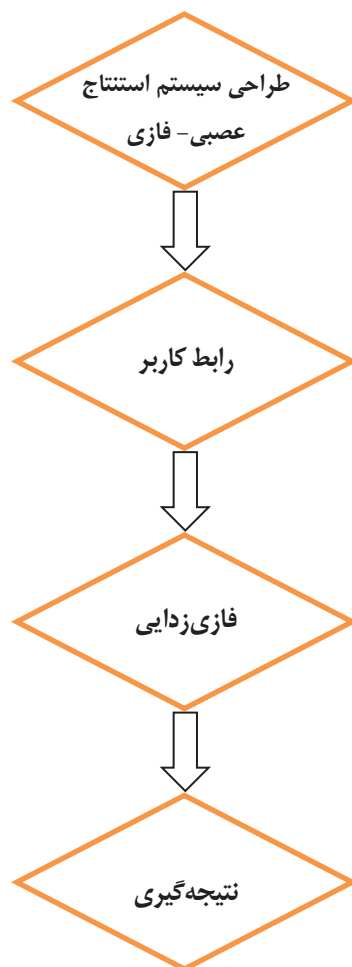 طراحی سیستم استنتاج
عصبی- فازی
رابط کاربر
فازی‌زدایی
نتیجه‌گیری